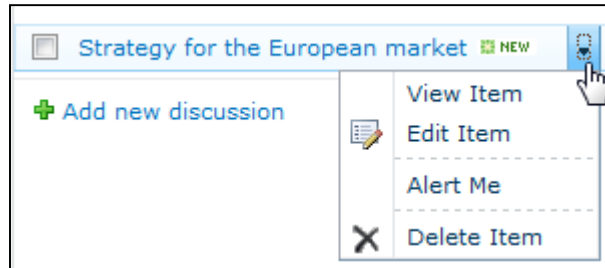 Strategy for the European market NEW
View Item
Add new discussion
Edit Item
Alert Me
Delete Item